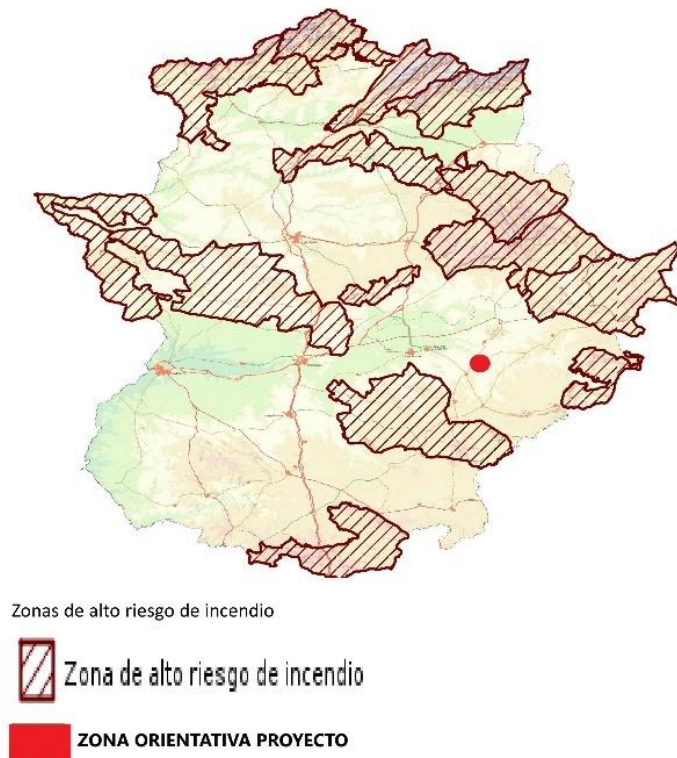 Zonas de alto riesgo de incendio
Zona de alto riesgo de incendio
ZONA ORIENTATIVA PROYECTO